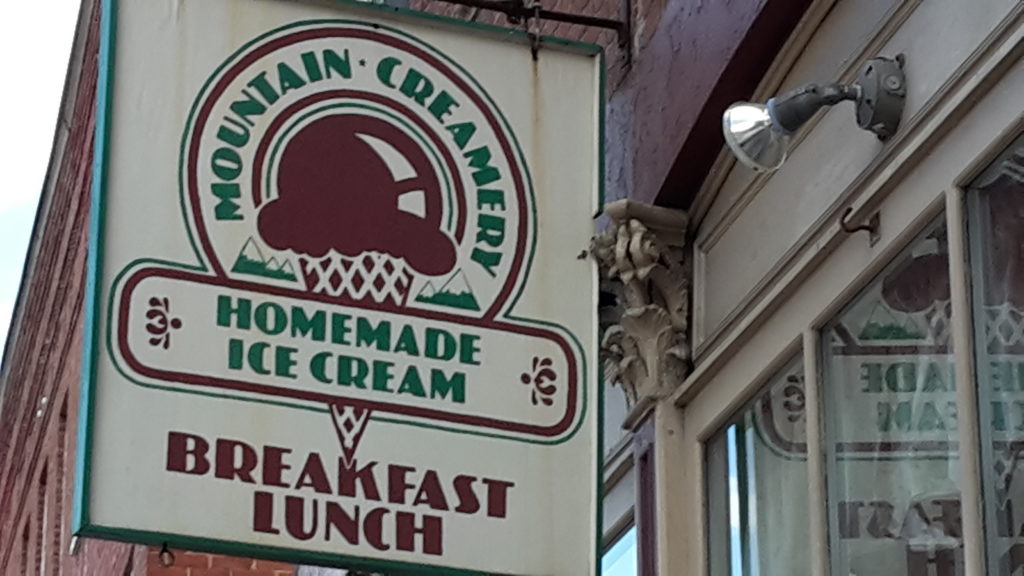 MOUNTAIN · CREAMERY
HOMEMADE
ICE CREAM
BREAKFAST
LUNCH